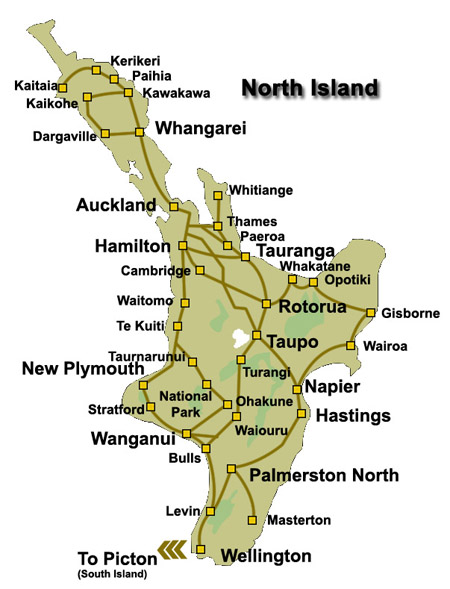 North Island
Kerikeri
Paihia
Kaitaia
Kawakawa
Kaikohe
Whangarei
Dargaville
Whitiange
Auckland
Thames
Paeroa
Hamilton
Tauranga
Cambridge
Whakatane
Opotiki
Waitomo
Rotorua
Gisborne
Te Kuiti
Taupo
Wairoa
Taurnarunui
New Plymouth
Turangi
Napier
National
Park
Stratford
Ohakune
Hastings
Waiouru
Wanganui
Bulls
Palmerston North
Levin
Masterton
To Picton
(South Island)
Wellington